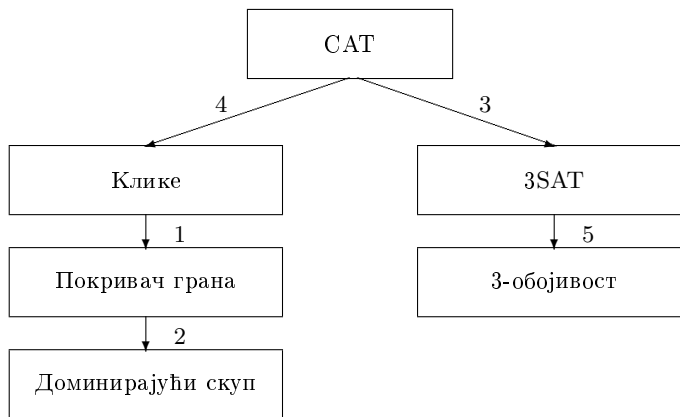 САТ
4
3
Клике
3SAT
1
5
Покривач грана
3-обојивост
2
Доминирајући скуп